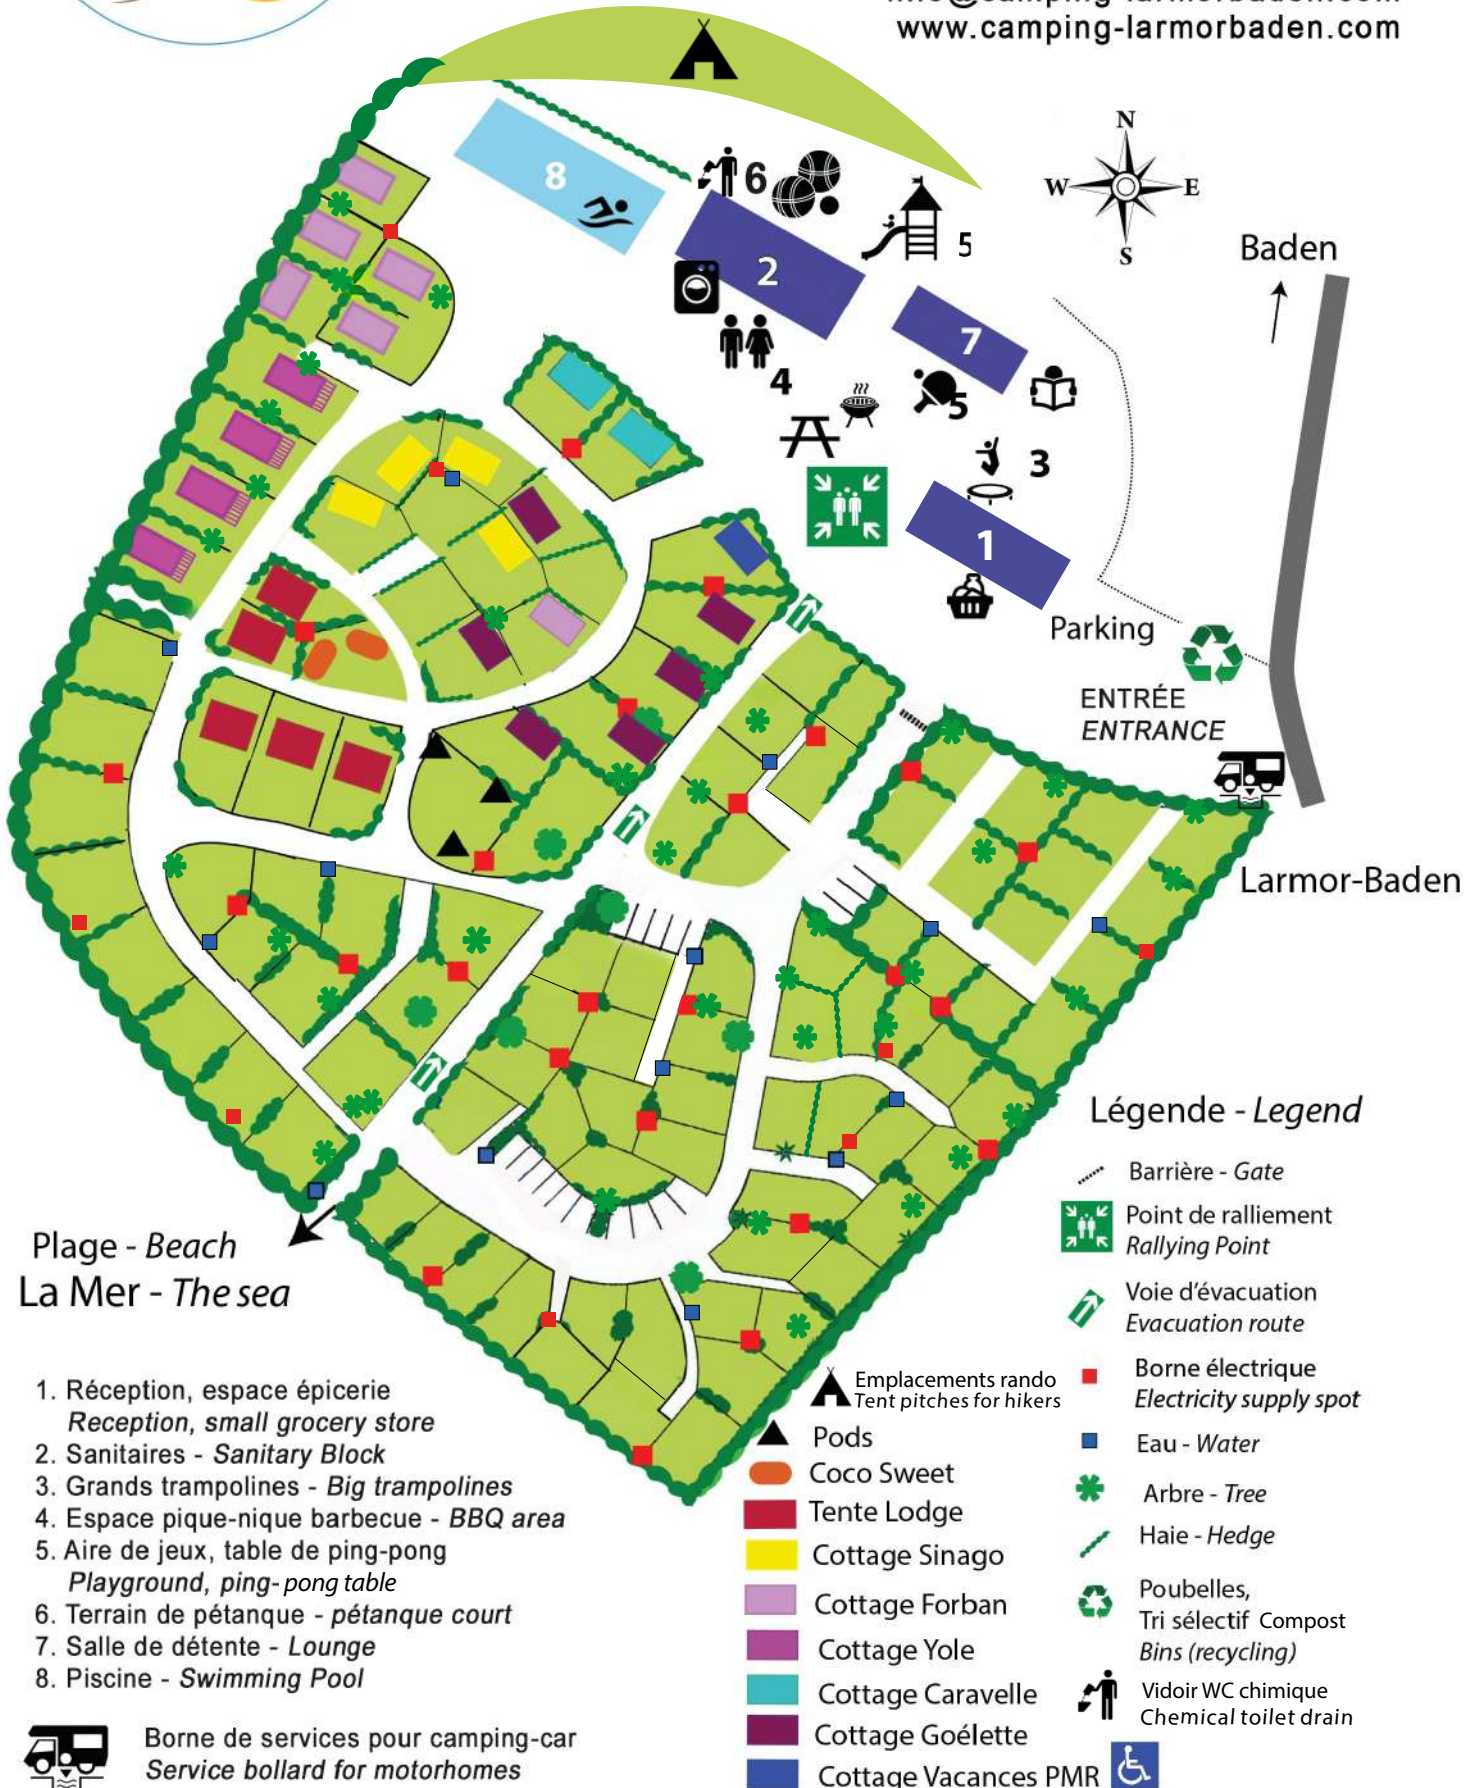 www.camping-larmorbaden.com
N
W
E
S
8
6
5
2
7
4
5
3
1
Baden
Parking
ENTRÉE
ENTRANCE
Larmor-Baden
Plage - Beach
La Mer - The sea
1. Réception, espace épicerie
Reception, small grocery store
2. Sanitaires - Sanitary Block
3. Grands trampolines - Big trampolines
4. Espace pique-nique barbecue - BBQ area
5. Aire de jeux, table de ping-pong
Playground, ping-pong table
6. Terrain de pétanque - pétanque court
7. Salle de détente - Lounge
8. Piscine - Swimming Pool
Borne de services pour camping-car
Service bollard for motorhomes
Emplacements rando
Tent pitches for hikers
Pods
Coco Sweet
Tente Lodge
Cottage Sinago
Cottage Forban
Cottage Yole
Cottage Caravelle
Cottage Goélette
Cottage Vacances PMR
Légende - Legend
Barrière - Gate
Point de ralliement
Rallying Point
Voie d'évacuation
Evacuation route
Borne électrique
Electricity supply spot
Eau - Water
Arbre - Tree
Haie - Hedge
Poubelles,
Tri sélectif Compost
Bins (recycling)
Vidoir WC chimique
Chemical toilet drain